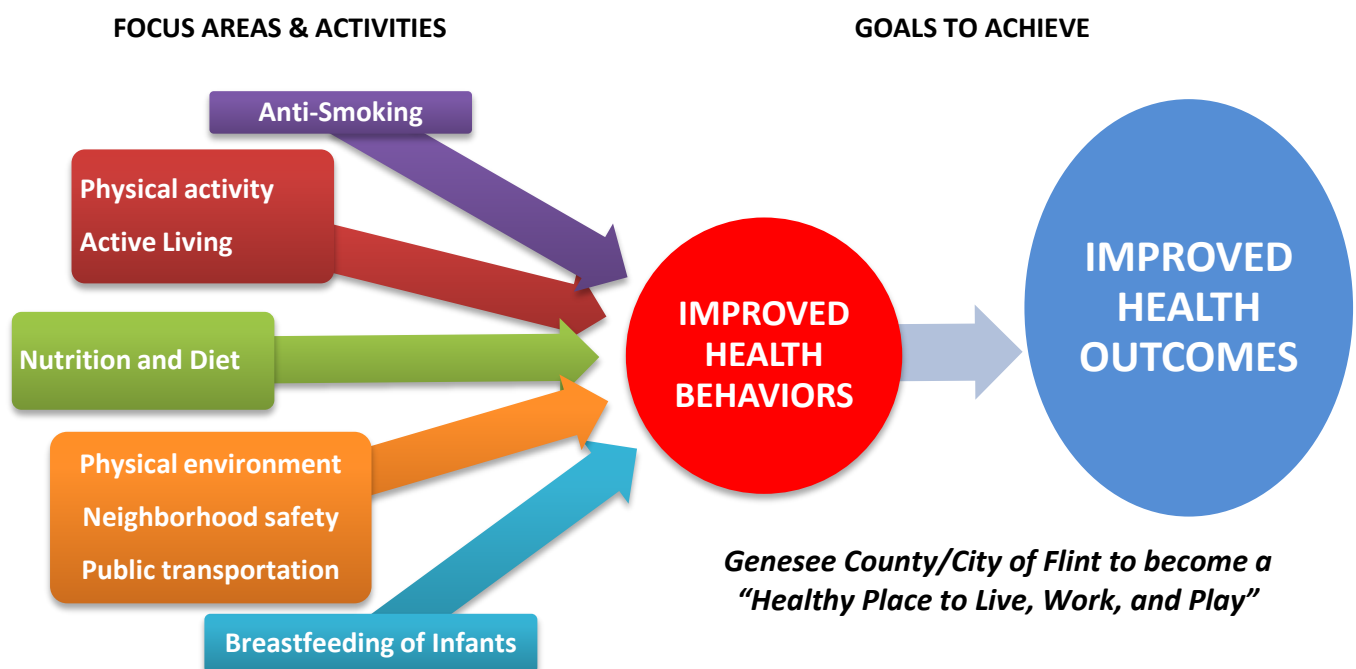 FOCUS AREAS & ACTIVITIES
GOALS TO ACHIEVE
Anti-Smoking
Physical activity
Active Living
Nutrition and Diet
Physical environment
Neighborhood safety
Public transportation
Breastfeeding of Infants
IMPROVED
HEALTH
BEHAVIORS
IMPROVED
HEALTH
OUTCOMES
Genesee County/City of Flint to become a
“Healthy Place to Live, Work, and Play”